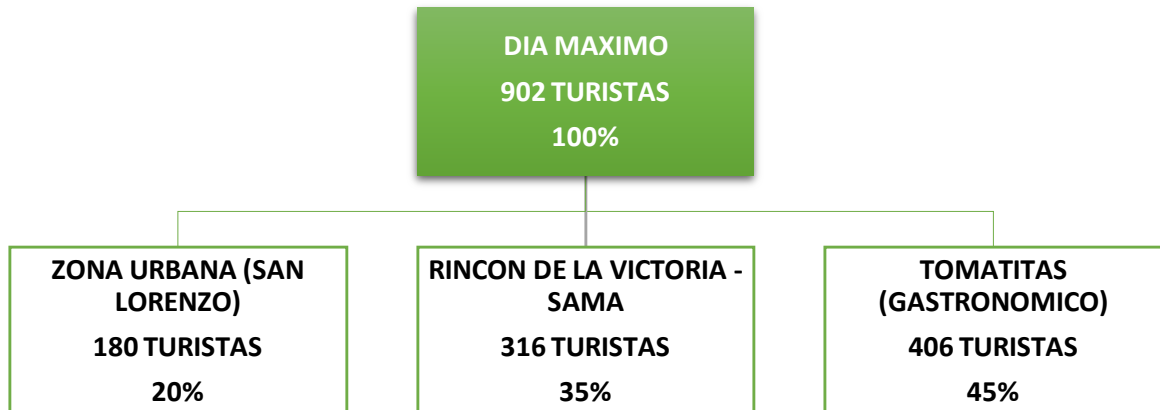 DIA MAXIMO
902 TURISTAS
100%
ZONA URBANA (SAN
LORENZO)
180 TURISTAS
20%
RINCON DE LA VICTORIA -
SAMA
316 TURISTAS
35%
TOMATITAS
(GASTRONOMICO)
406 TURISTAS
45%